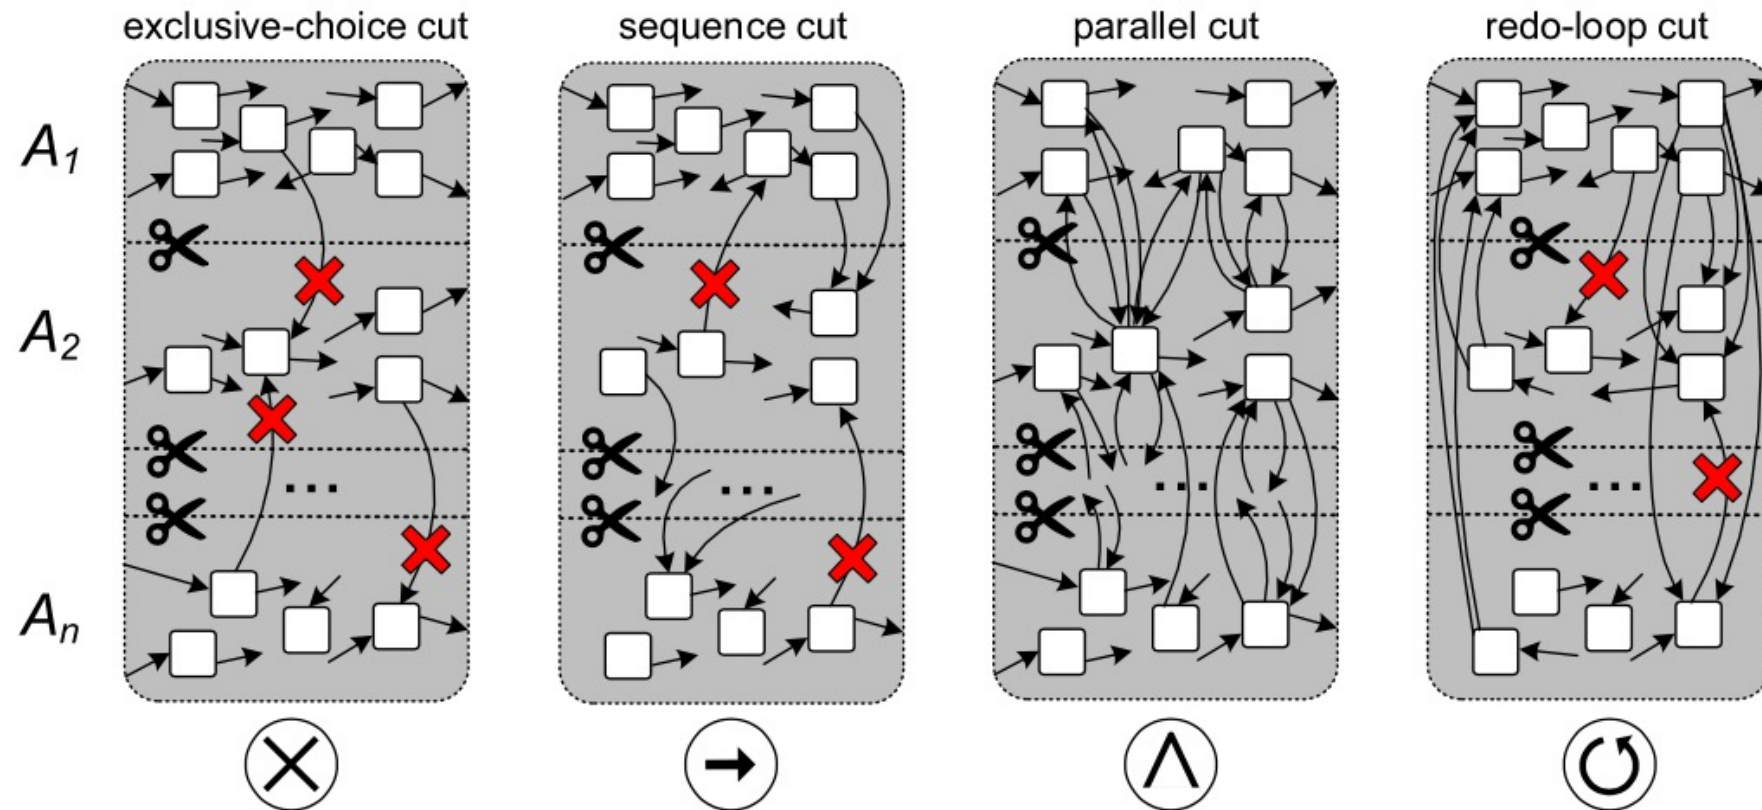 exclusive-choice cut sequence cut parallel cut redo-loop cut
A1
A2
...  ...  ...  ...
An